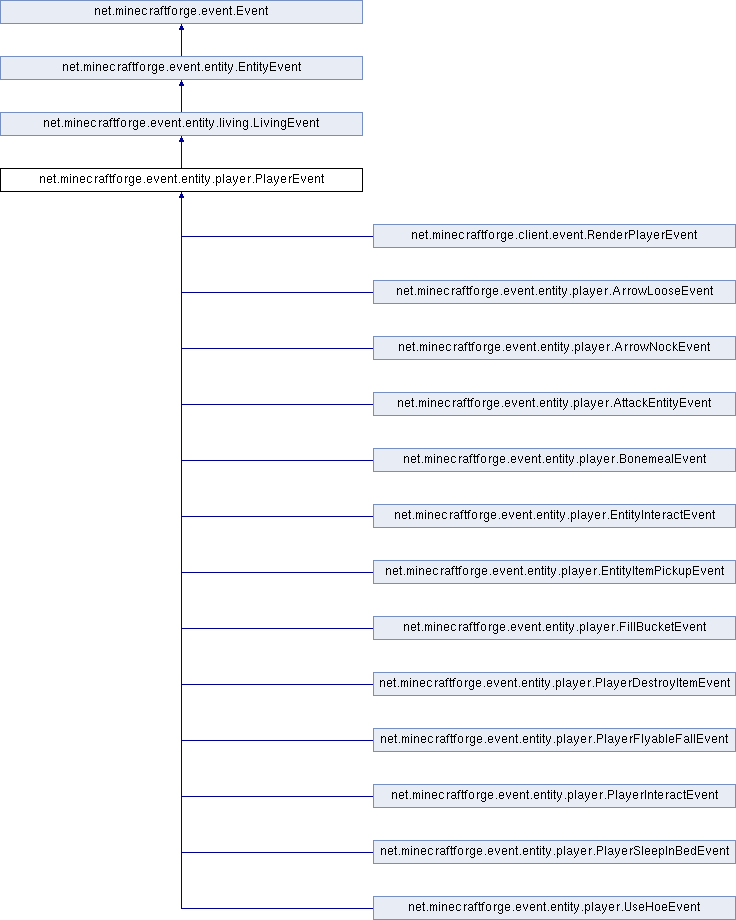 net.minecraftforge.event.Event
net.minecraftforge.event.entity.EntityEvent
net.minecraftforge.event.entity.living.LivingEvent
net.minecraftforge.event.entity.player.PlayerEvent
net.minecraftforge.client.event.RenderPlayerEvent
net.minecraftforge.event.entity.player.ArrowLooseEvent
net.minecraftforge.event.entity.player.ArrowNockEvent
net.minecraftforge.event.entity.player.AttackEntityEvent
net.minecraftforge.event.entity.player.BonemealEvent
net.minecraftforge.event.entity.player.EntityInteractEvent
net.minecraftforge.event.entity.player.EntityItemPickupEvent
net.minecraftforge.event.entity.player.FillBucketEvent
net.minecraftforge.event.entity.player.PlayerDestroyItemEvent
net.minecraftforge.event.entity.player.PlayerFlyableFallEvent
net.minecraftforge.event.entity.player.PlayerInteractEvent
net.minecraftforge.event.entity.player.PlayerSleepInBedEvent
net.minecraftforge.event.entity.player.UseHoeEvent